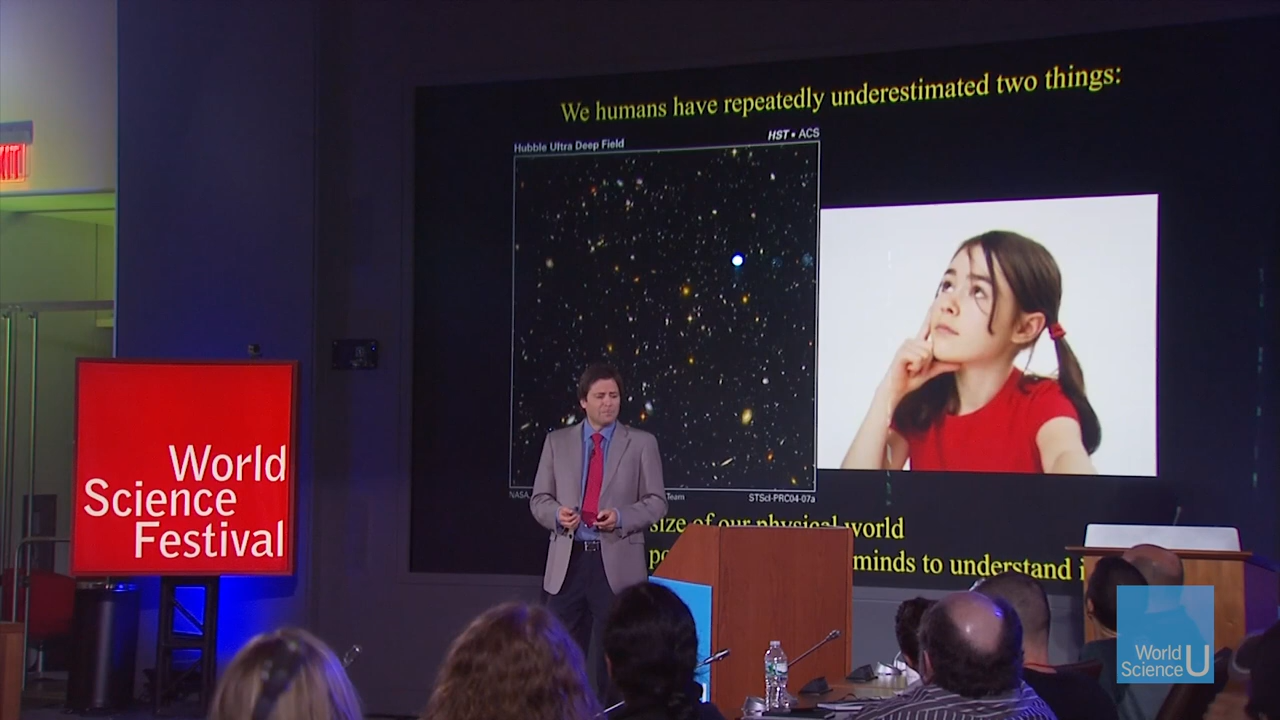 We humans have repeatedly underestimated two things:
Hubble Ultra Deep Field
HST • ACS
NASA,
Team
STScI-PRC04-07a
size of our physical world
minds to understand
World
Science
Festival
World
Science U